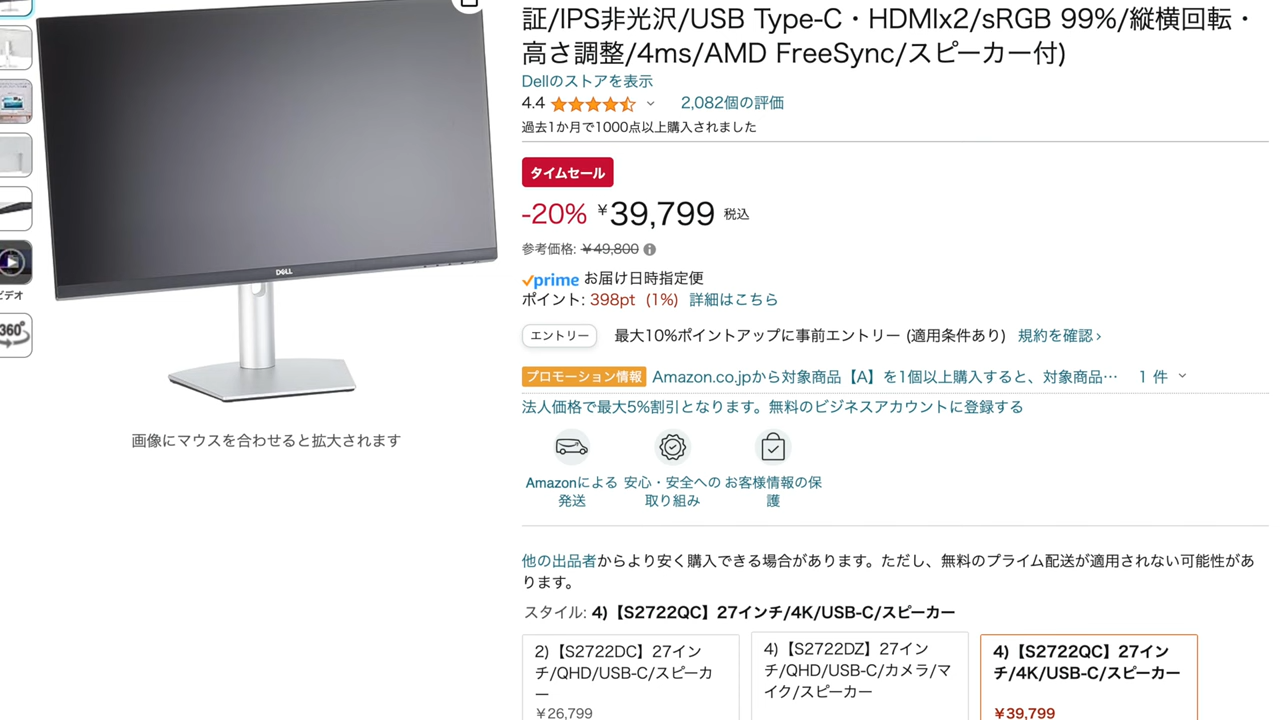 証/IPS非光沢/USB Type-C・HDMIx2/sRGB 99%/縦横回転・
高さ調整/4ms/AMD FreeSync/スピーカー付)
Dellのストアを表示
4.4 2,082個の評価
過去1か月で1000点以上購入されました
タイムセール
-20% ¥39,799 税込
参考価格: ¥49,800
prime お届け日時指定便
ポイント: 398pt (1%) 詳細はこちら
エントリー 最大10%ポイントアップに事前エントリー (適用条件あり) 規約を確認 ›
プロモーション情報 Amazon.co.jpから対象商品【A】を1個以上購入すると、対象商品… 1 件
法人価格で最大5%割引となります。無料のビジネスアカウントに登録する
Amazonによる
発送
安心・安全への
取り組み
お客様情報の保
護
他の出品者からより安く購入できる場合があります。ただし、無料のプライム配送が適用されない可能性があ
ります。
スタイル: 4)【S2722QC】27インチ/4K/USB-C/スピーカー
2)【S2722DC】27イン
チ/QHD/USB-C/スピーカ
ー
¥26,799
4)【S2722DZ】27イン
チ/QHD/USB-C/カメラ/マ
イク/スピーカー
4)【S2722QC】27イン
チ/4K/USB-C/スピーカー
¥39,799
DELL
画像にマウスを合わせると拡大されます
ビデオ
360°